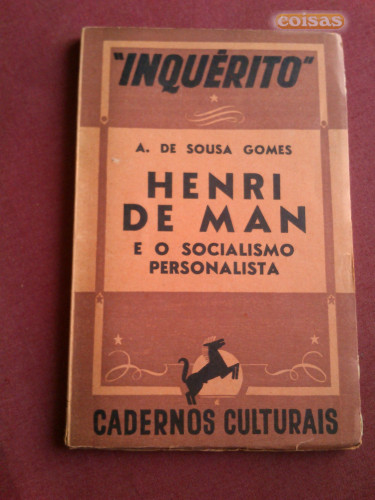 coisas
"INQUÉRITO"
A. DE SOUSA GOMES
HENRI
DE MAN
E O SOCIALISMO
PERSONALISTA
CADERNOS CULTURAIS